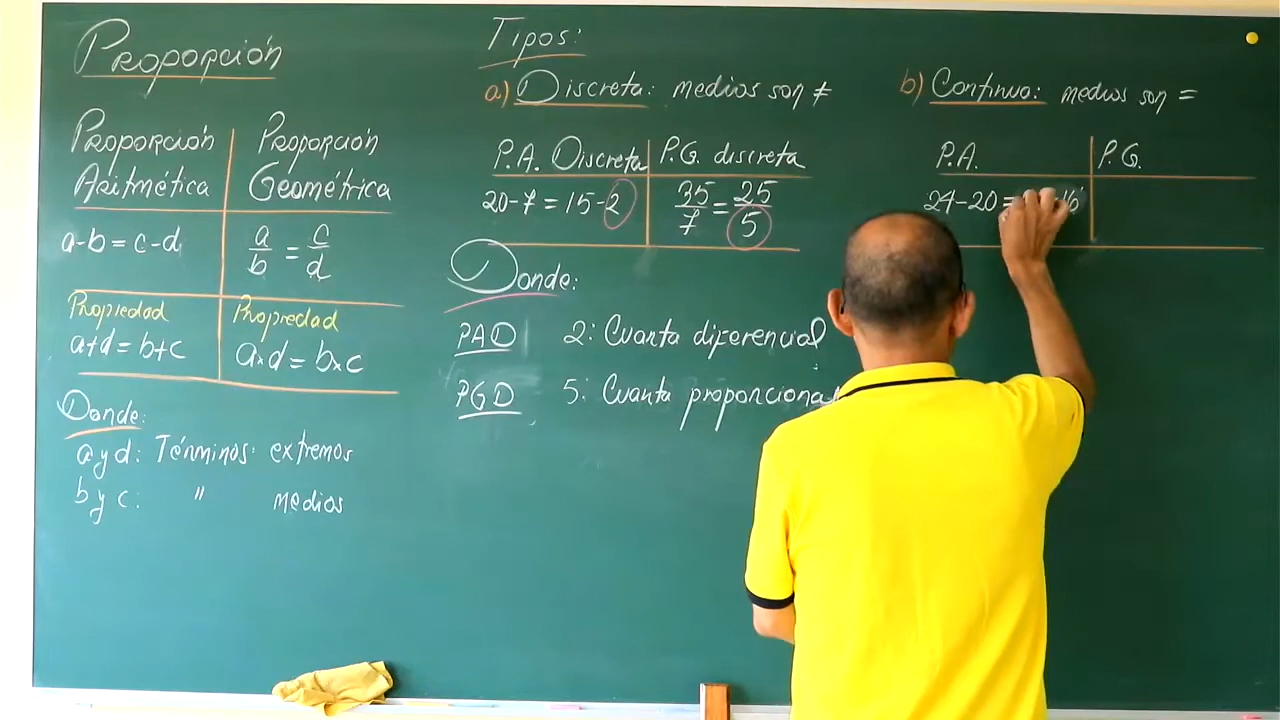 Proporción
Proporción Aritmética
Proporción Geométrica
a-b = c-d
a/b = c/d
Propiedad
a+d = b+c
Propiedad
a×d = b×c
Donde:
a y d: Términos: extremos
b y c: " medios
Tipos:
a) Discreta: medios son ≠
P.A. Discreta
P.G. discreta
20-7 = 15-2
35/7 = 25/5
Donde:
PAD 2: Cuarta diferencial
PGD 5: Cuarta proporcional
b) Continua: medios son =
P.A.
P.G.
24-20 = 16